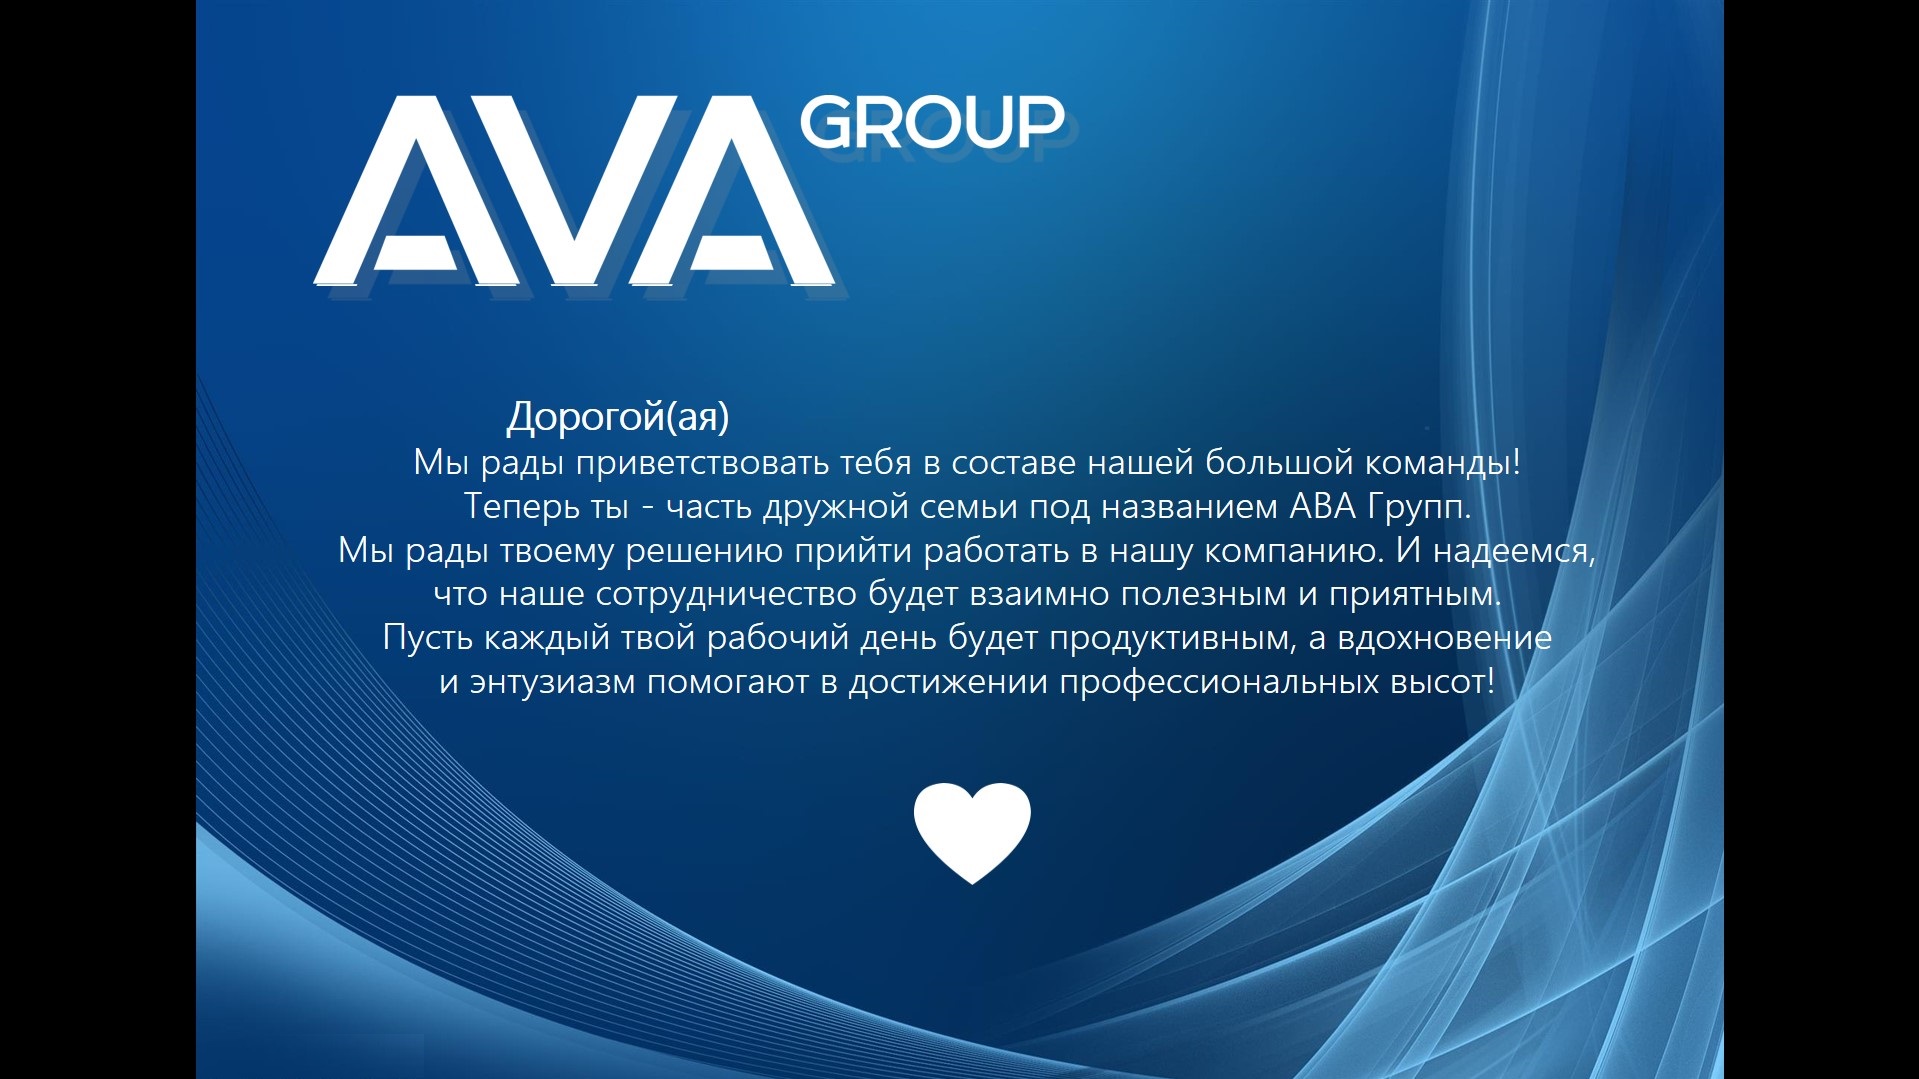 AVA GROUP
Дорогой(ая)
Мы рады приветствовать тебя в составе нашей большой команды!
Теперь ты - часть дружной семьи под названием АВА Групп.
Мы рады твоему решению прийти работать в нашу компанию. И надеемся,
что наше сотрудничество будет взаимно полезным и приятным.
Пусть каждый твой рабочий день будет продуктивным, а вдохновение
и энтузиазм помогают в достижении профессиональных высот!